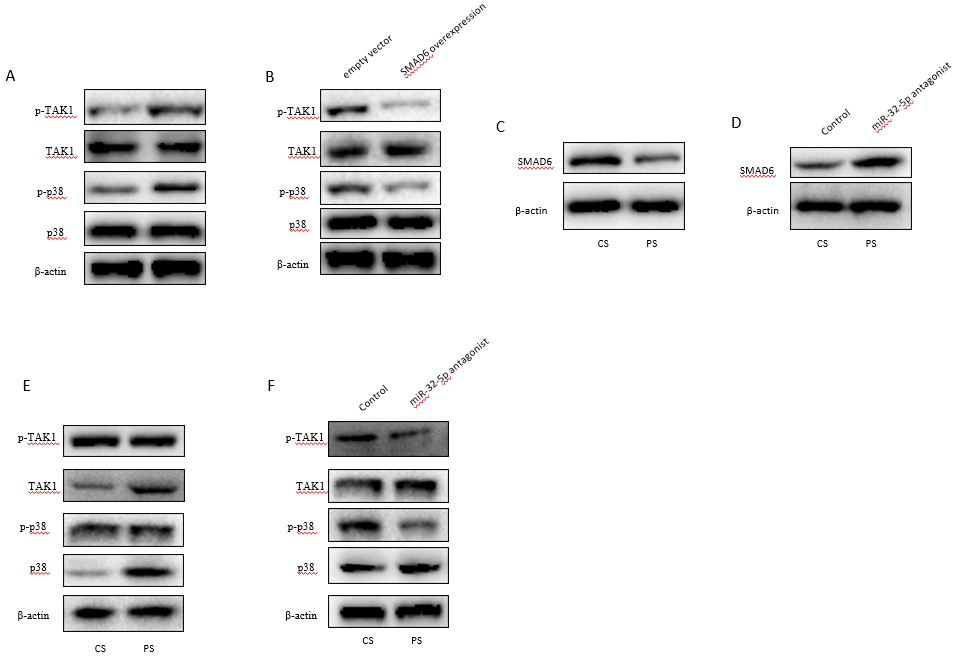 A
p-TAK1
TAK1
p-p38
p38
β-actin
B
empty vector
SMAD6 overexpression
p-TAK1
TAK1
p-p38
p38
β-actin
C
SMAD6
β-actin
CS PS
D
Control
miR-32-5p antagonist
SMAD6
β-actin
CS PS
E
p-TAK1
TAK1
p-p38
p38
β-actin
CS PS
F
Control
miR-32-5p antagonist
p-TAK1
TAK1
p-p38
p38
β-actin
CS PS